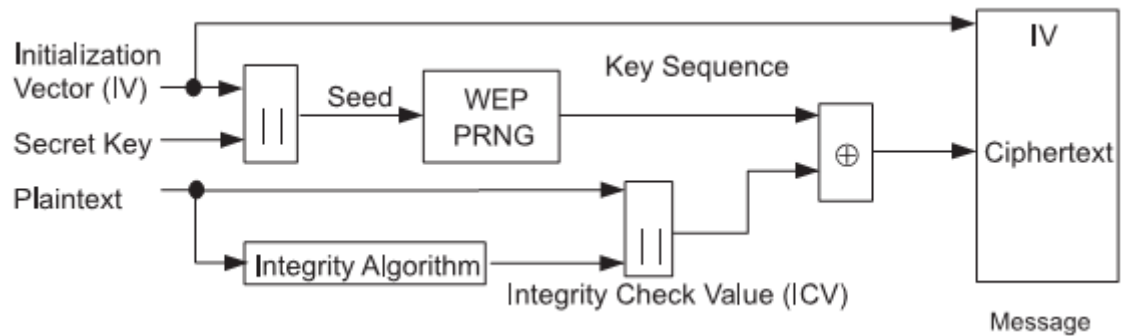 Initialization
Vector (IV)
Secret Key
Plaintext
||
Seed
WEP
PRNG
Key Sequence
Integrity Algorithm
||
Integrity Check Value (ICV)
⊕
IV
Ciphertext
Message